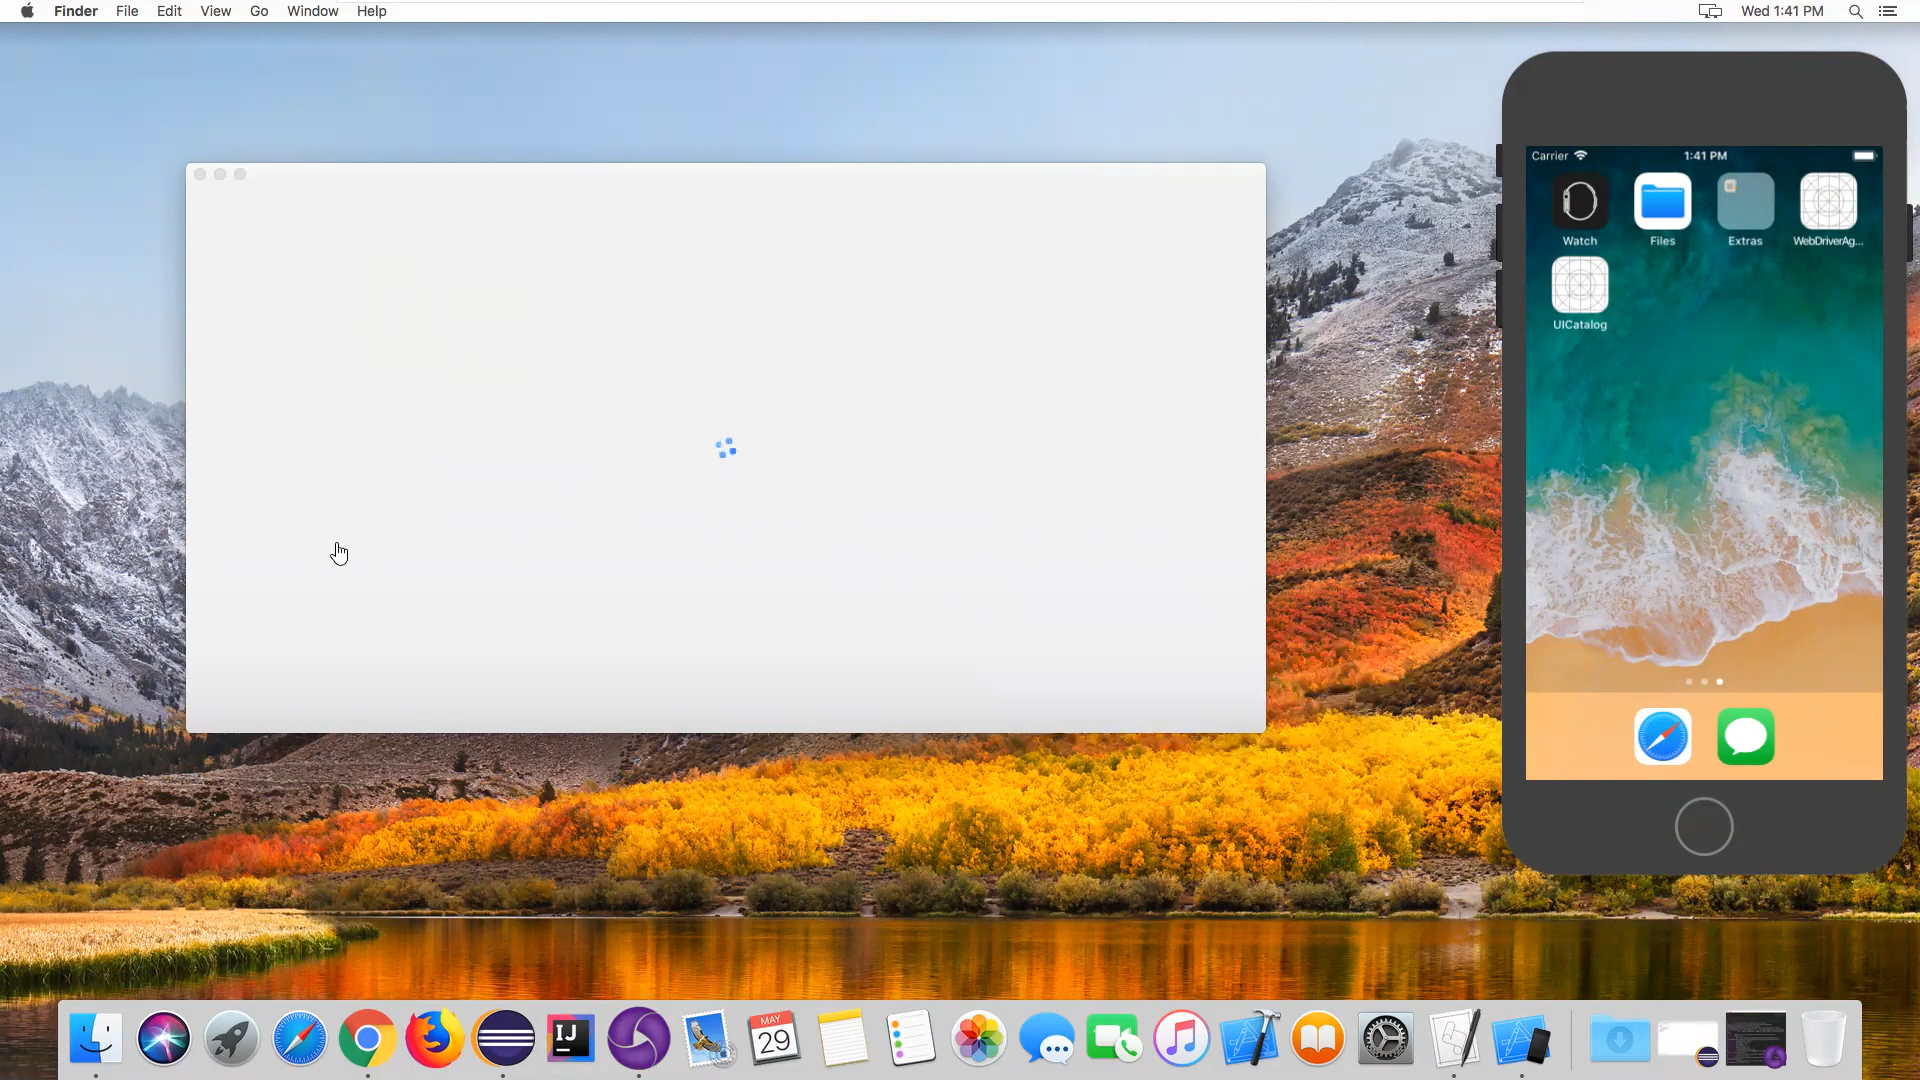 Finder File Edit View Go Window Help Wed 1:41 PM
Carrier 1:41 PM
Watch Files Extras WebDriverAg...
UICatalog
IJ
MAY
29